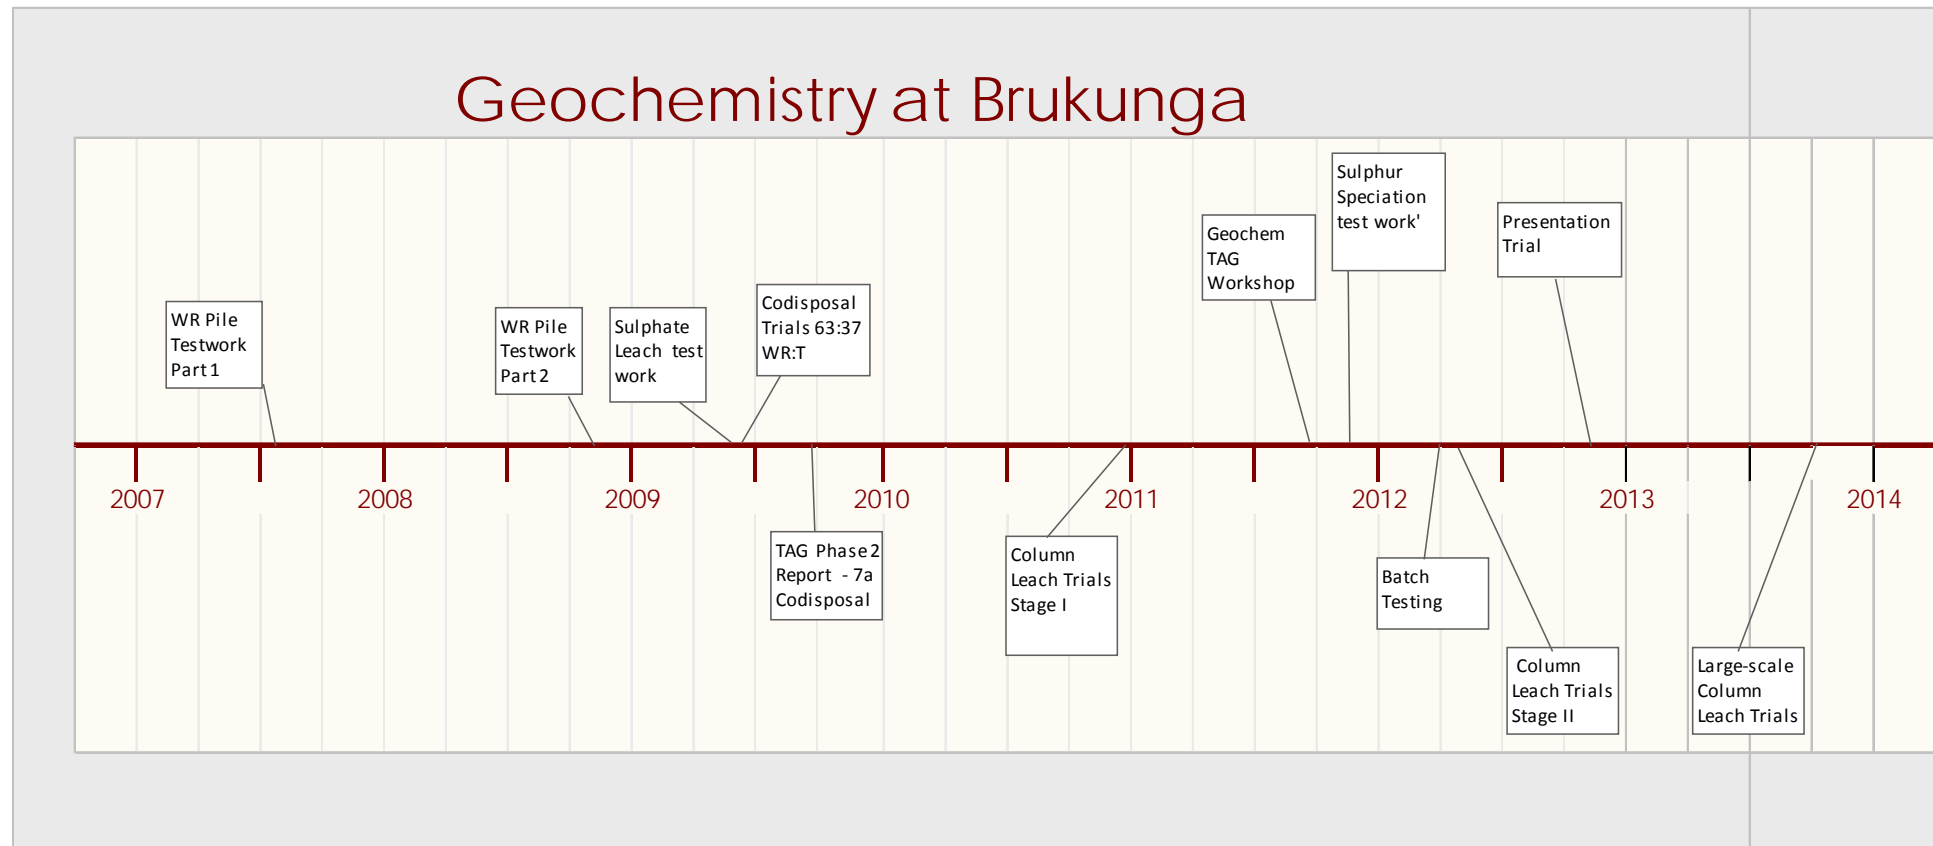 Geochemistry at Brukunga
WR Pile
Testwork
Part 1
WR Pile
Testwork
Part 2
Sulphate
Leach test
work
Codisposal
Trials 63:37
WR:T
Geochem
TAG
Workshop
Sulphur
Speciation
test work'
Presentation
Trial
2007
2008
2009
2010
2011
2012
2013
2014
TAG Phase 2
Report - 7a
Codisposal
Column
Leach Trials
Stage I
Batch
Testing
Column
Leach Trials
Stage II
Large-scale
Column
Leach Trials